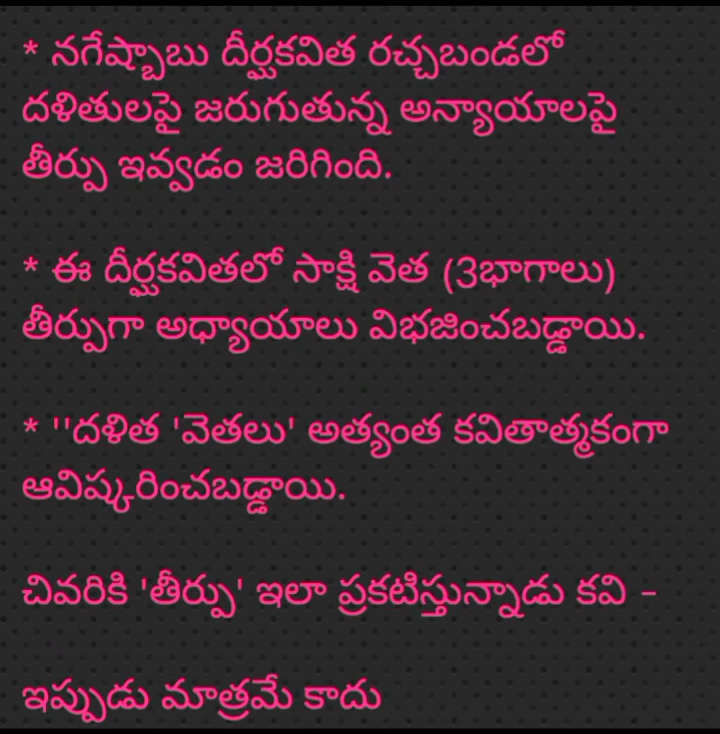 * నగేష్బాబు దీర్ఘకవిత రచ్చబండలో
దళితులపై జరుగుతున్న అన్యాయాలపై
తీర్పు ఇవ్వడం జరిగింది.
* ఈ దీర్ఘకవితలో సాక్షి వెత (3భాగాలు)
తీర్పుగా అధ్యాయాలు విభజించబడ్డాయి.
* ''దళిత 'వెతలు' అత్యంత కవితాత్మకంగా
ఆవిష్కరించబడ్డాయి.
చివరికి 'తీర్పు' ఇలా ప్రకటిస్తున్నాడు కవి -
ఇప్పుడు మాత్రమే కాదు